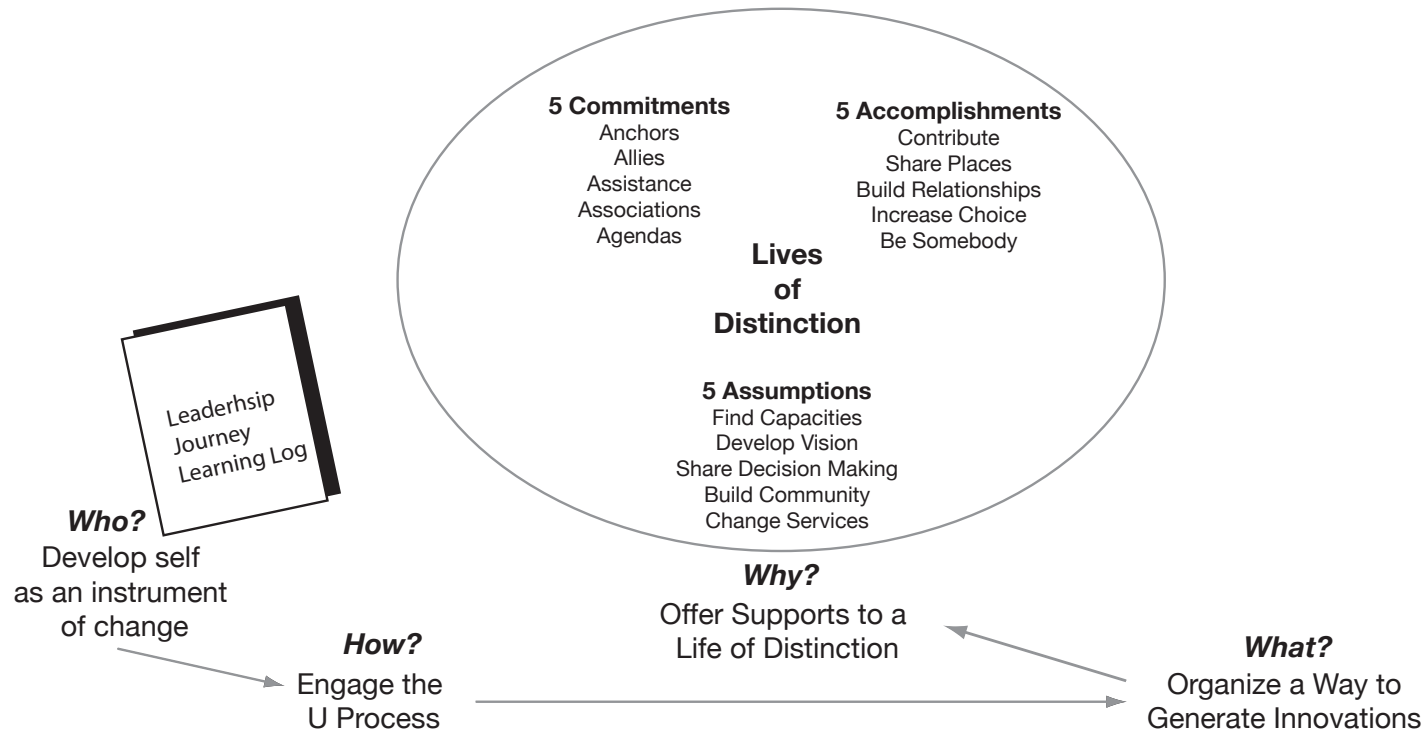 5 Commitments
Anchors
Allies
Assistance
Associations
Agendas
5 Accomplishments
Contribute
Share Places
Build Relationships
Increase Choice
Be Somebody
Lives
of
Distinction
5 Assumptions
Find Capacities
Develop Vision
Share Decision Making
Build Community
Change Services
Leaderhsip
Journey
Learning Log
Who?
Develop self
as an instrument
of change
How?
Engage the
U Process
Why?
Offer Supports to a
Life of Distinction
What?
Organize a Way to
Generate Innovations